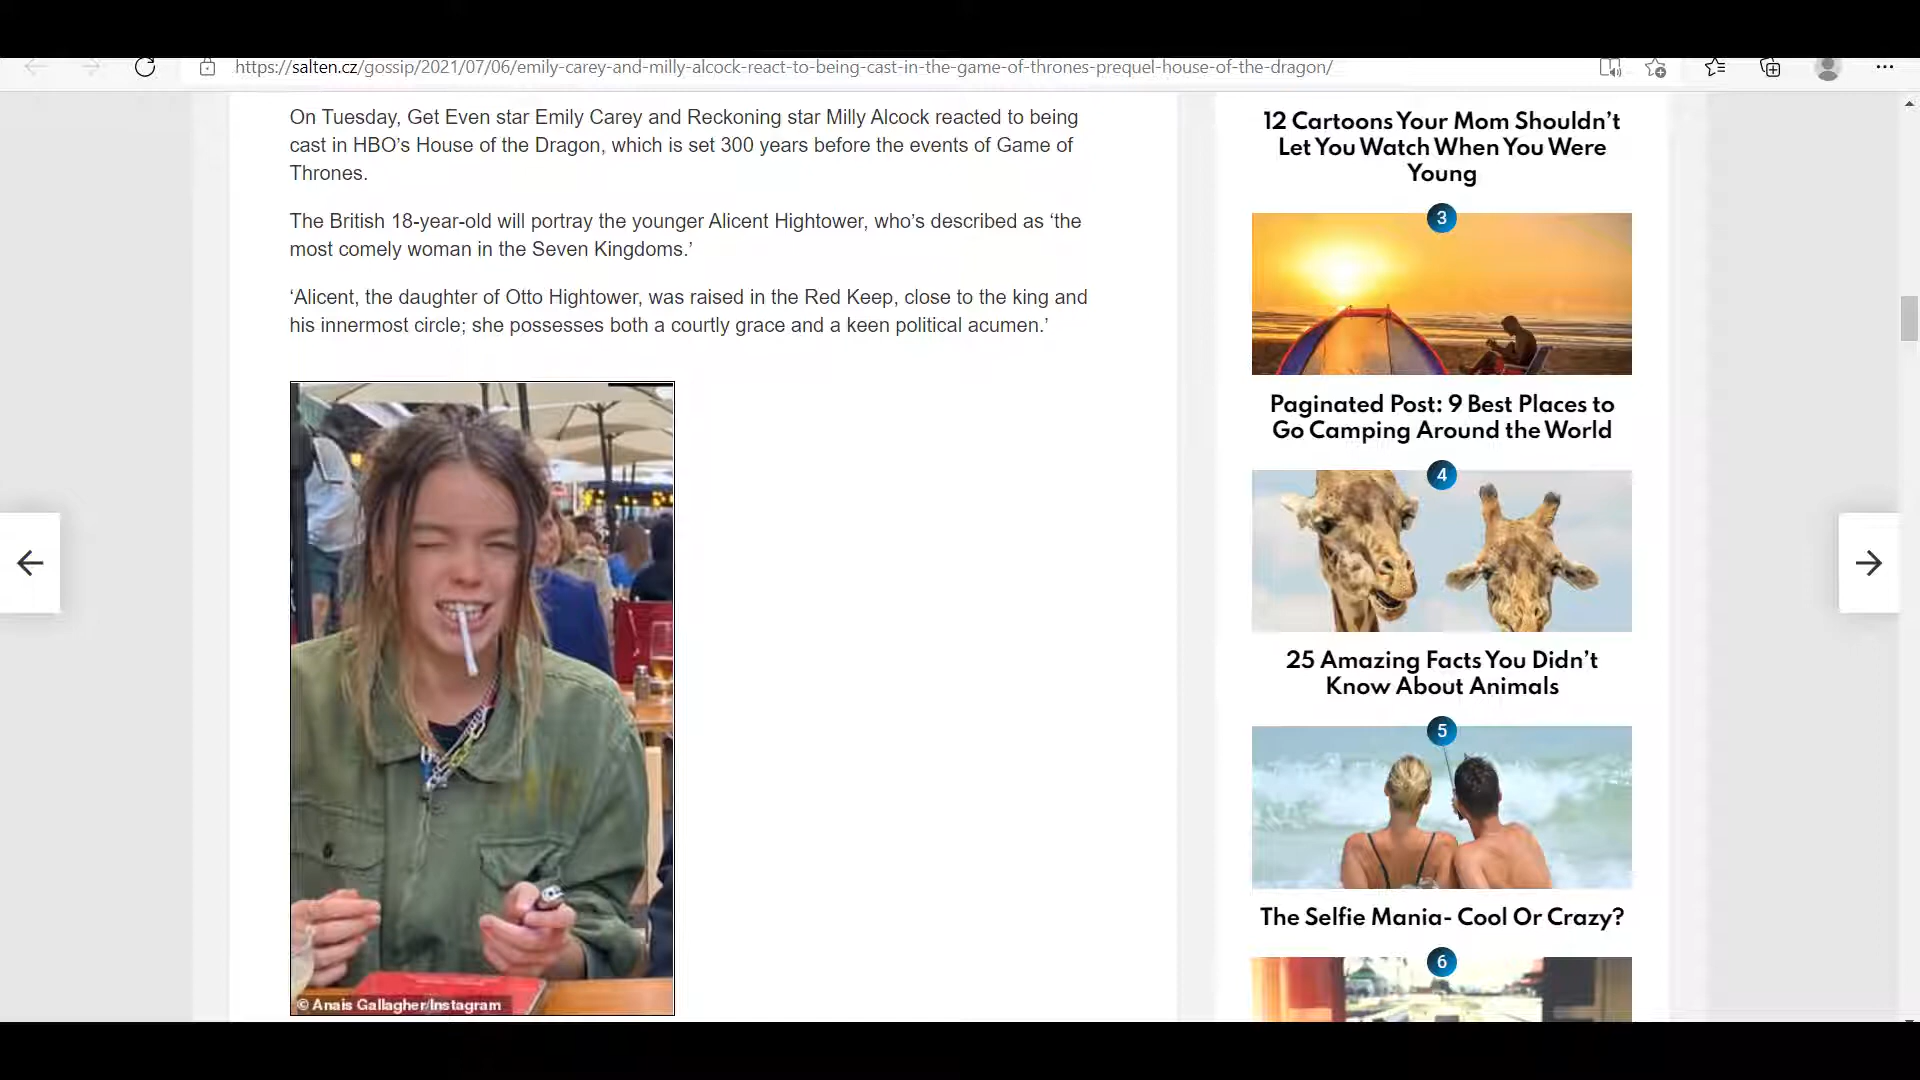 https://salten.cz/gossip/2021/07/06/emily-carey-and-milly-alcock-react-to-being-cast-in-the-game-of-thrones-prequel-house-of-the-dragon/
On Tuesday, Get Even star Emily Carey and Reckoning star Milly Alcock reacted to being
cast in HBO’s House of the Dragon, which is set 300 years before the events of Game of
Thrones.
The British 18-year-old will portray the younger Alicent Hightower, who’s described as ‘the
most comely woman in the Seven Kingdoms.’
‘Alicent, the daughter of Otto Hightower, was raised in the Red Keep, close to the king and
his innermost circle; she possesses both a courtly grace and a keen political acumen.’
© Anais Gallagher/Instagram
12 Cartoons Your Mom Shouldn’t
Let You Watch When You Were
Young
3
Paginated Post: 9 Best Places to
Go Camping Around the World
4
25 Amazing Facts You Didn’t
Know About Animals
5
The Selfie Mania- Cool Or Crazy?
6